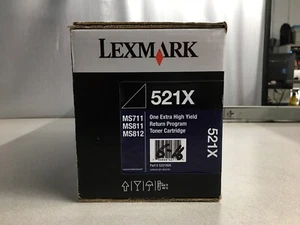 LEXMARK
521X
MS711
MS811
MS812
One Extra High Yield
Return Program
Toner Cartridge
521X